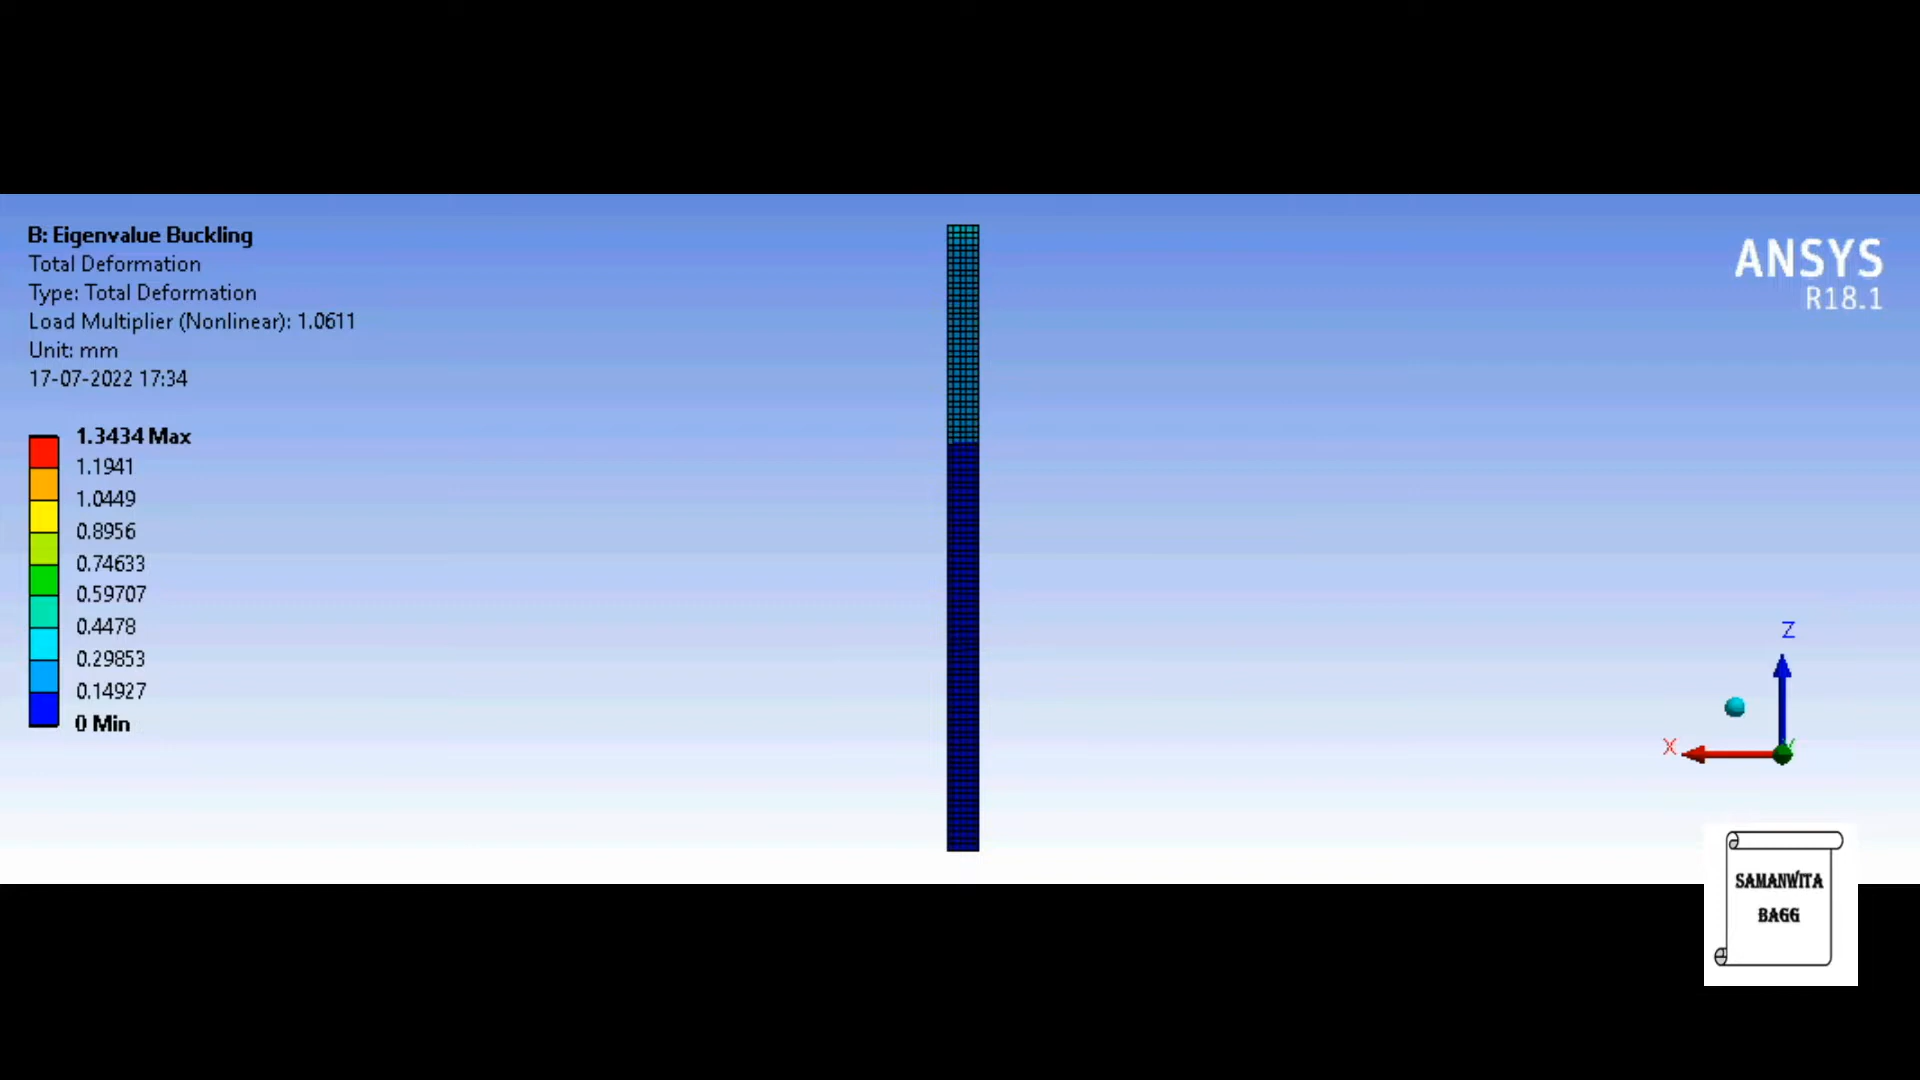 B: Eigenvalue Buckling
Total Deformation
Type: Total Deformation
Load Multiplier (Nonlinear): 1.0611
Unit: mm
17-07-2022 17:34
1.3434 Max
1.1941
1.0449
0.8956
0.74633
0.59707
0.4478
0.29853
0.14927
0 Min
ANSYS
R18.1
Z
X
Y
SAMANWITA
BAGG